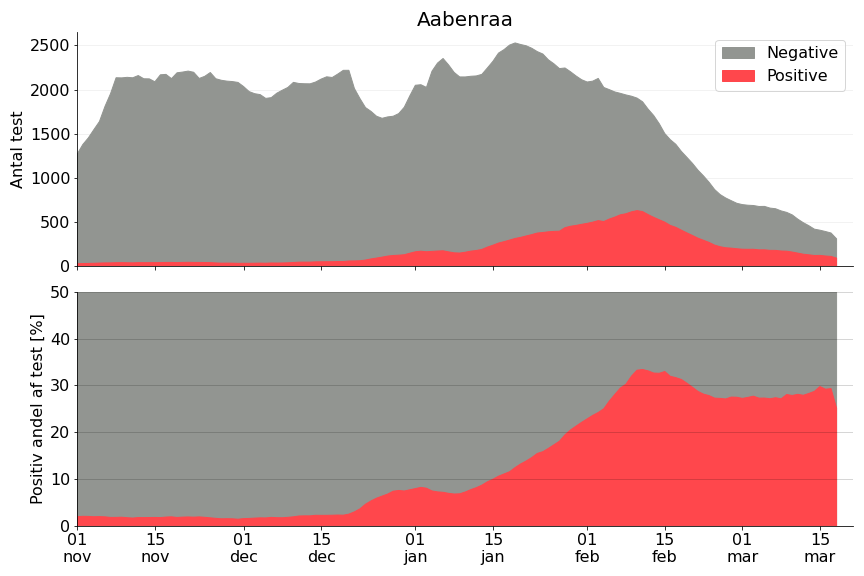 Aabenraa
Antal test
2500
2000
1500
1000
500
0
Negative
Positive
Positiv andel af test [%]
50
40
30
20
10
0
01 15 01 15 01 15 01 15 01 15
nov nov dec dec jan jan feb feb mar mar